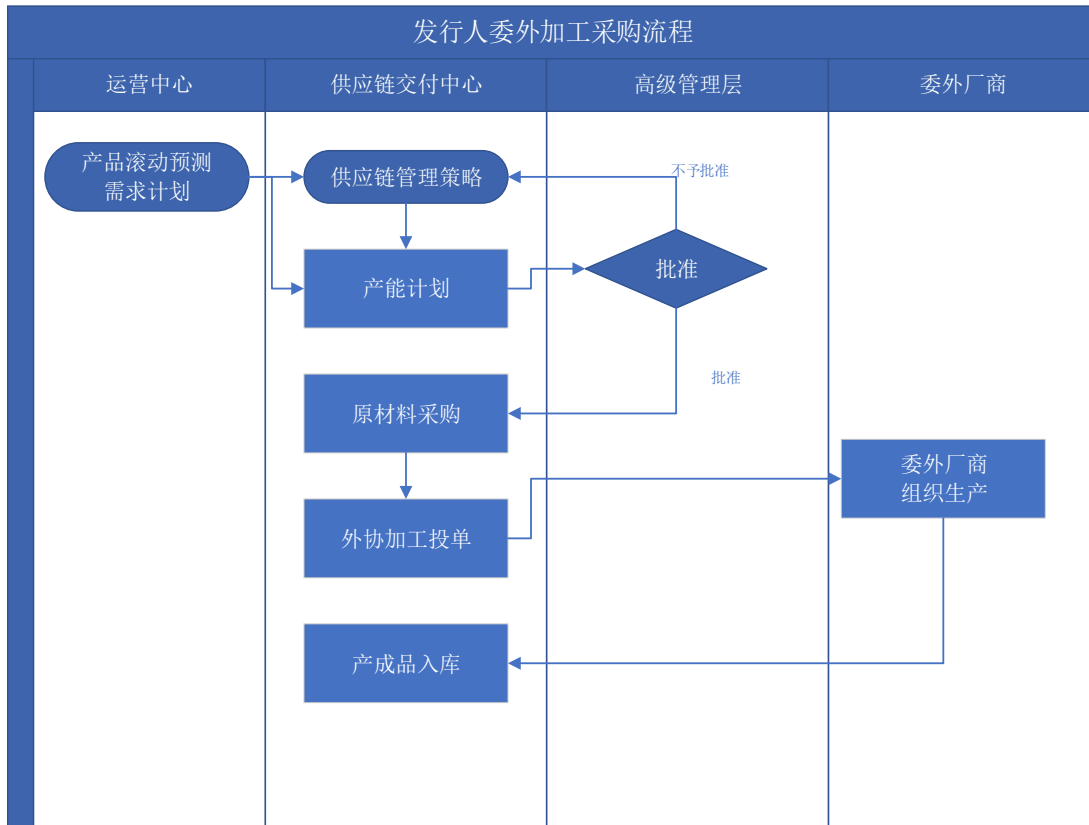 发行人委外加工采购流程
运营中心
供应链交付中心
高级管理层
委外厂商
产品滚动预测
需求计划
供应链管理策略
不予批准
产能计划
批准
批准
原材料采购
委外厂商
组织生产
外协加工投单
产成品入库